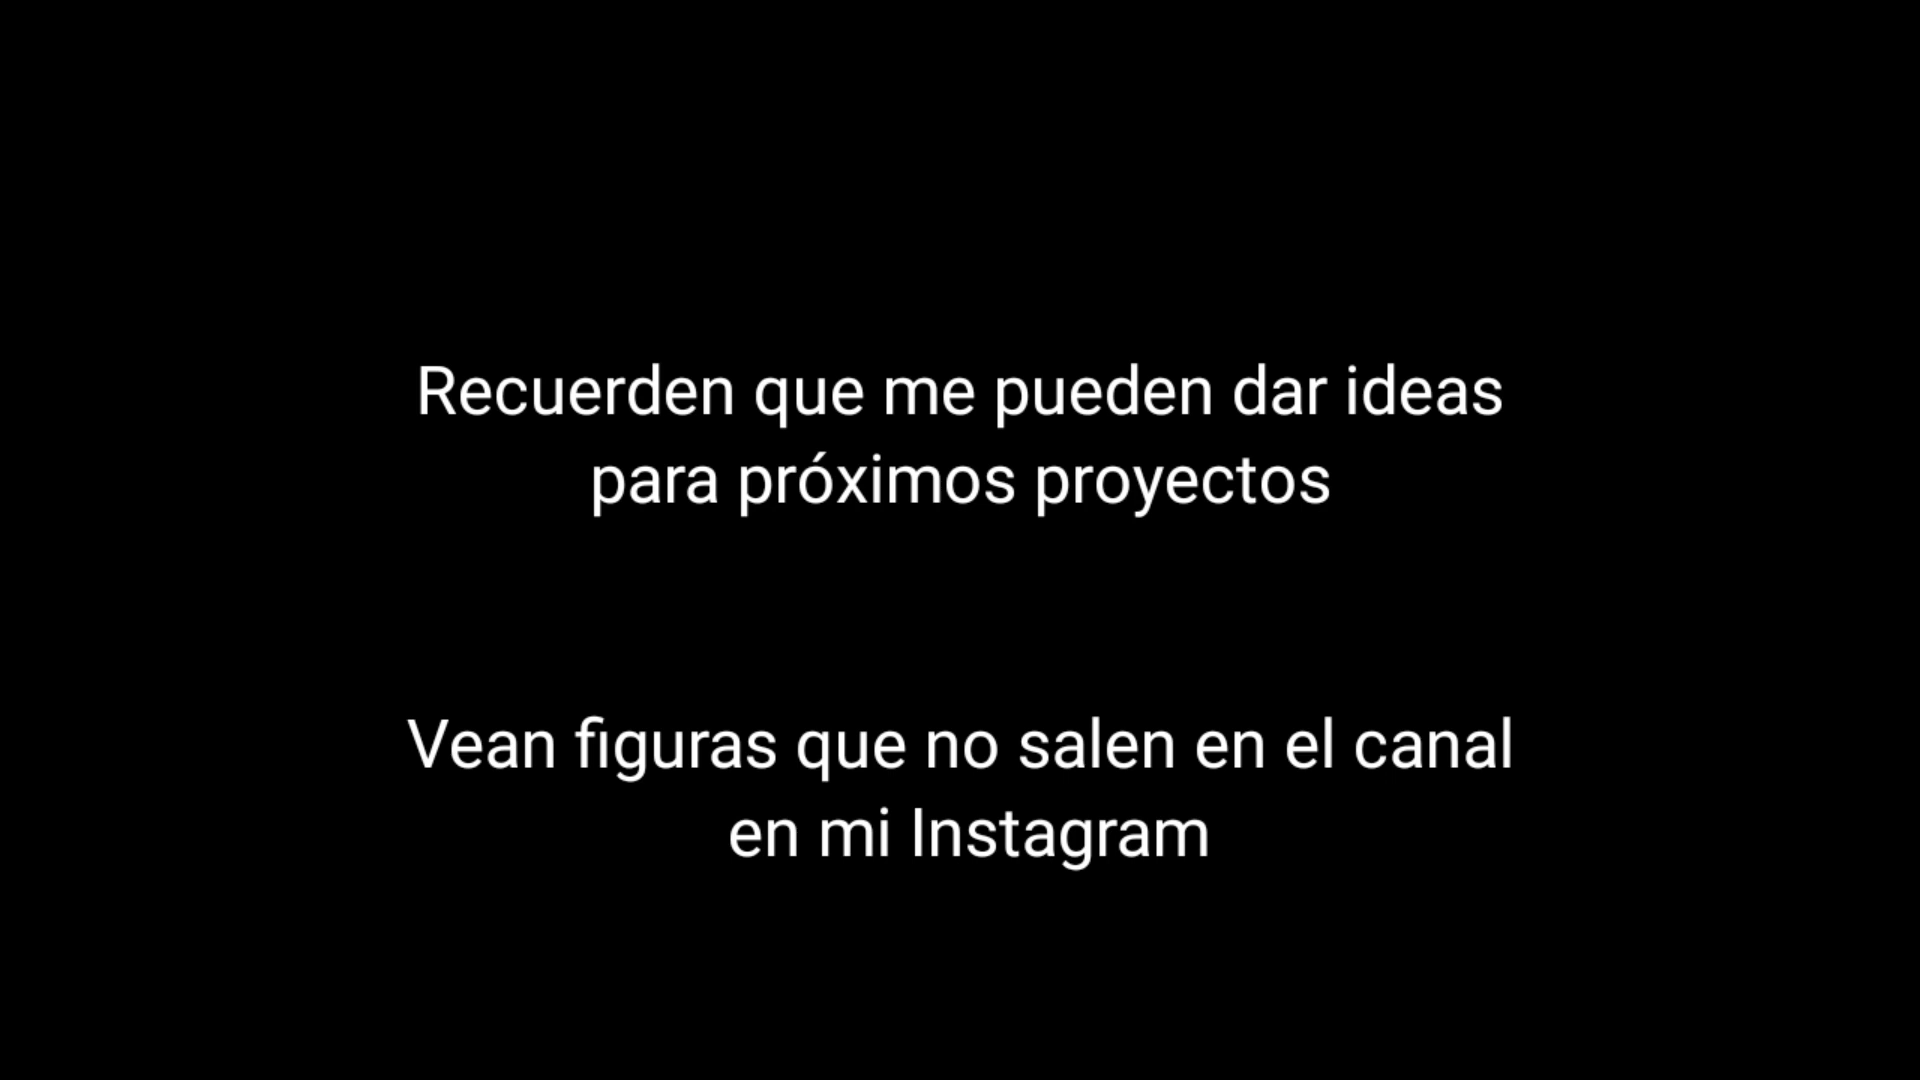 Recuerden que me pueden dar ideas
para próximos proyectos
Vean figuras que no salen en el canal
en mi Instagram